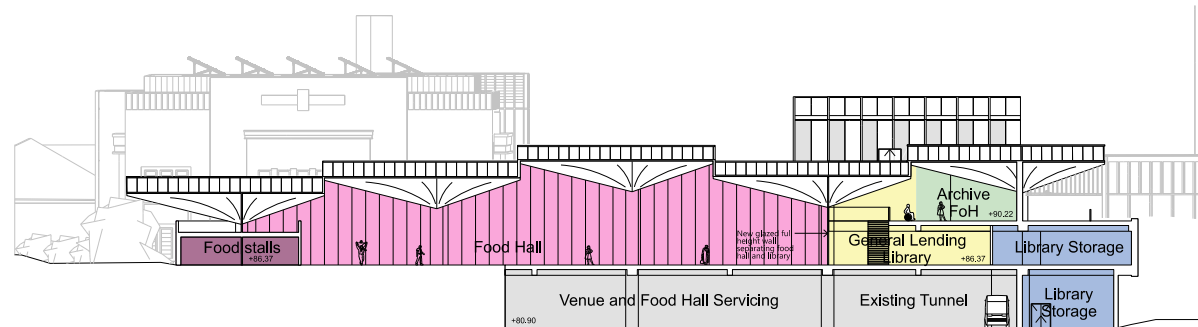 Archive
FoH
+90.22
Food stalls
+86.37
Food Hall
New glazed full
height wall
separating food
hall and library
General Lending
Library
+86.37
Library Storage
Venue and Food Hall Servicing
+80.90
Existing Tunnel
Library
Storage